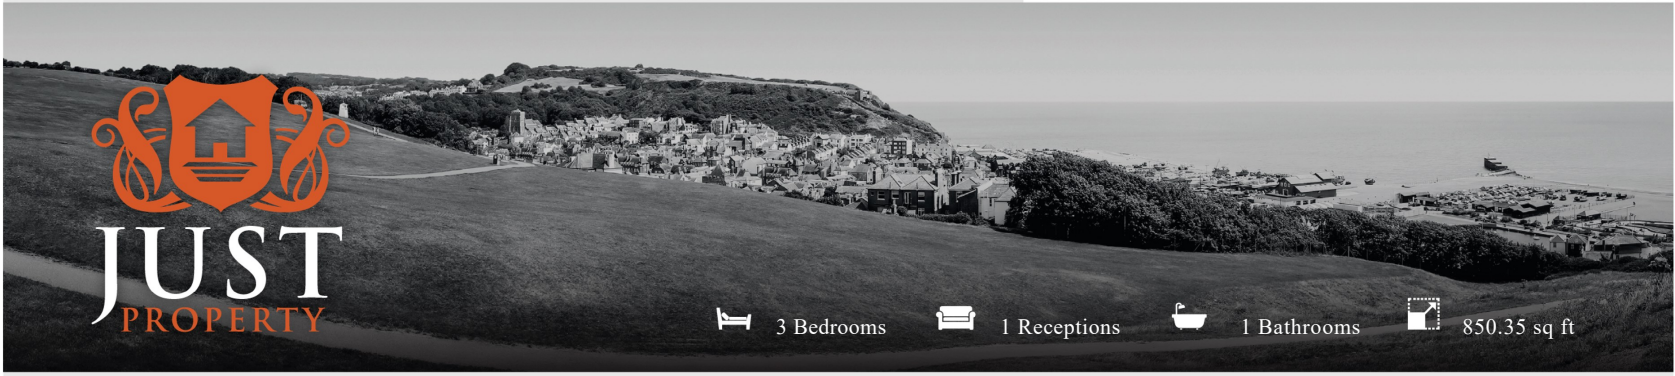 JUST
PROPERTY
3 Bedrooms
1 Receptions
1 Bathrooms
850.35 sq ft